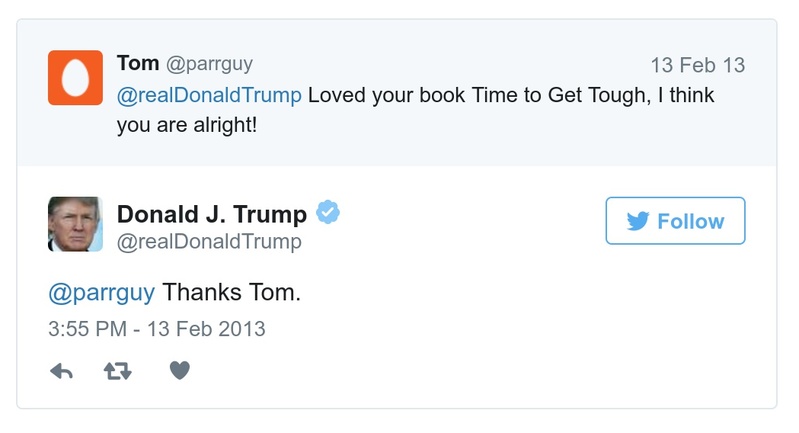 Tom @parrguy 13 Feb 13
@realDonaldTrump Loved your book Time to Get Tough, I think
you are alright!
Donald J. Trump
@realDonaldTrump
Follow
@parrguy Thanks Tom.
3:55 PM - 13 Feb 2013